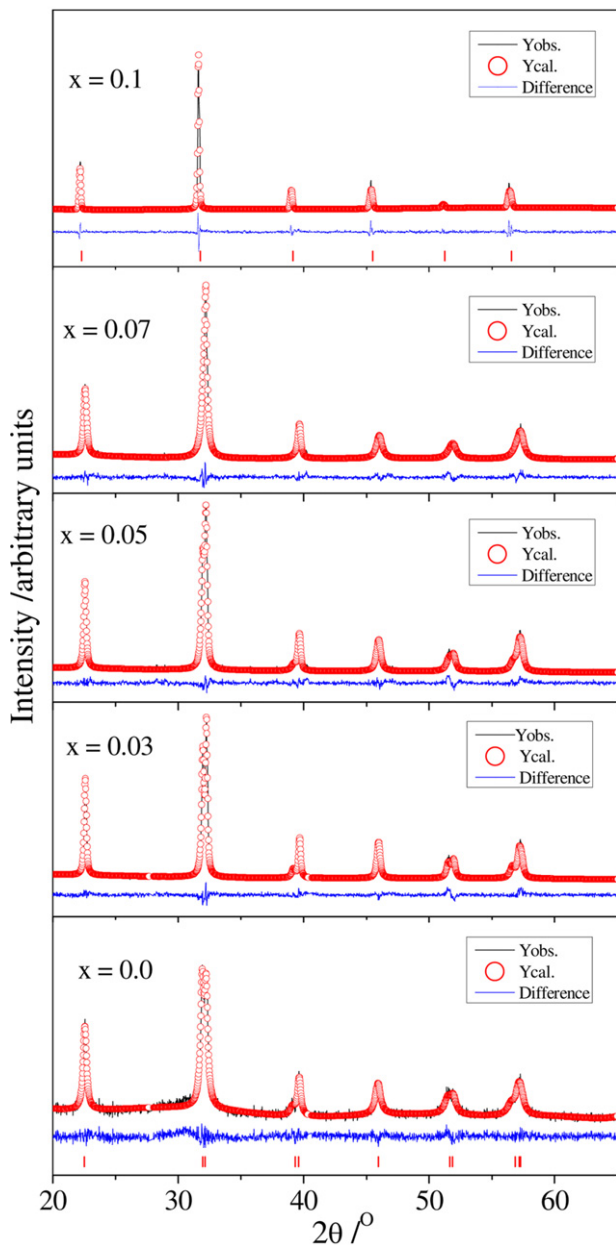 x = 0.1
Yobs.
Ycal.
Difference
x = 0.07
Yobs.
Ycal.
Difference
x = 0.05
Yobs.
Ycal.
Difference
x = 0.03
Yobs.
Ycal.
Difference
x = 0.0
Yobs.
Ycal.
Difference
Intensity /arbitrary units
20 30 40 50 60
2θ /°